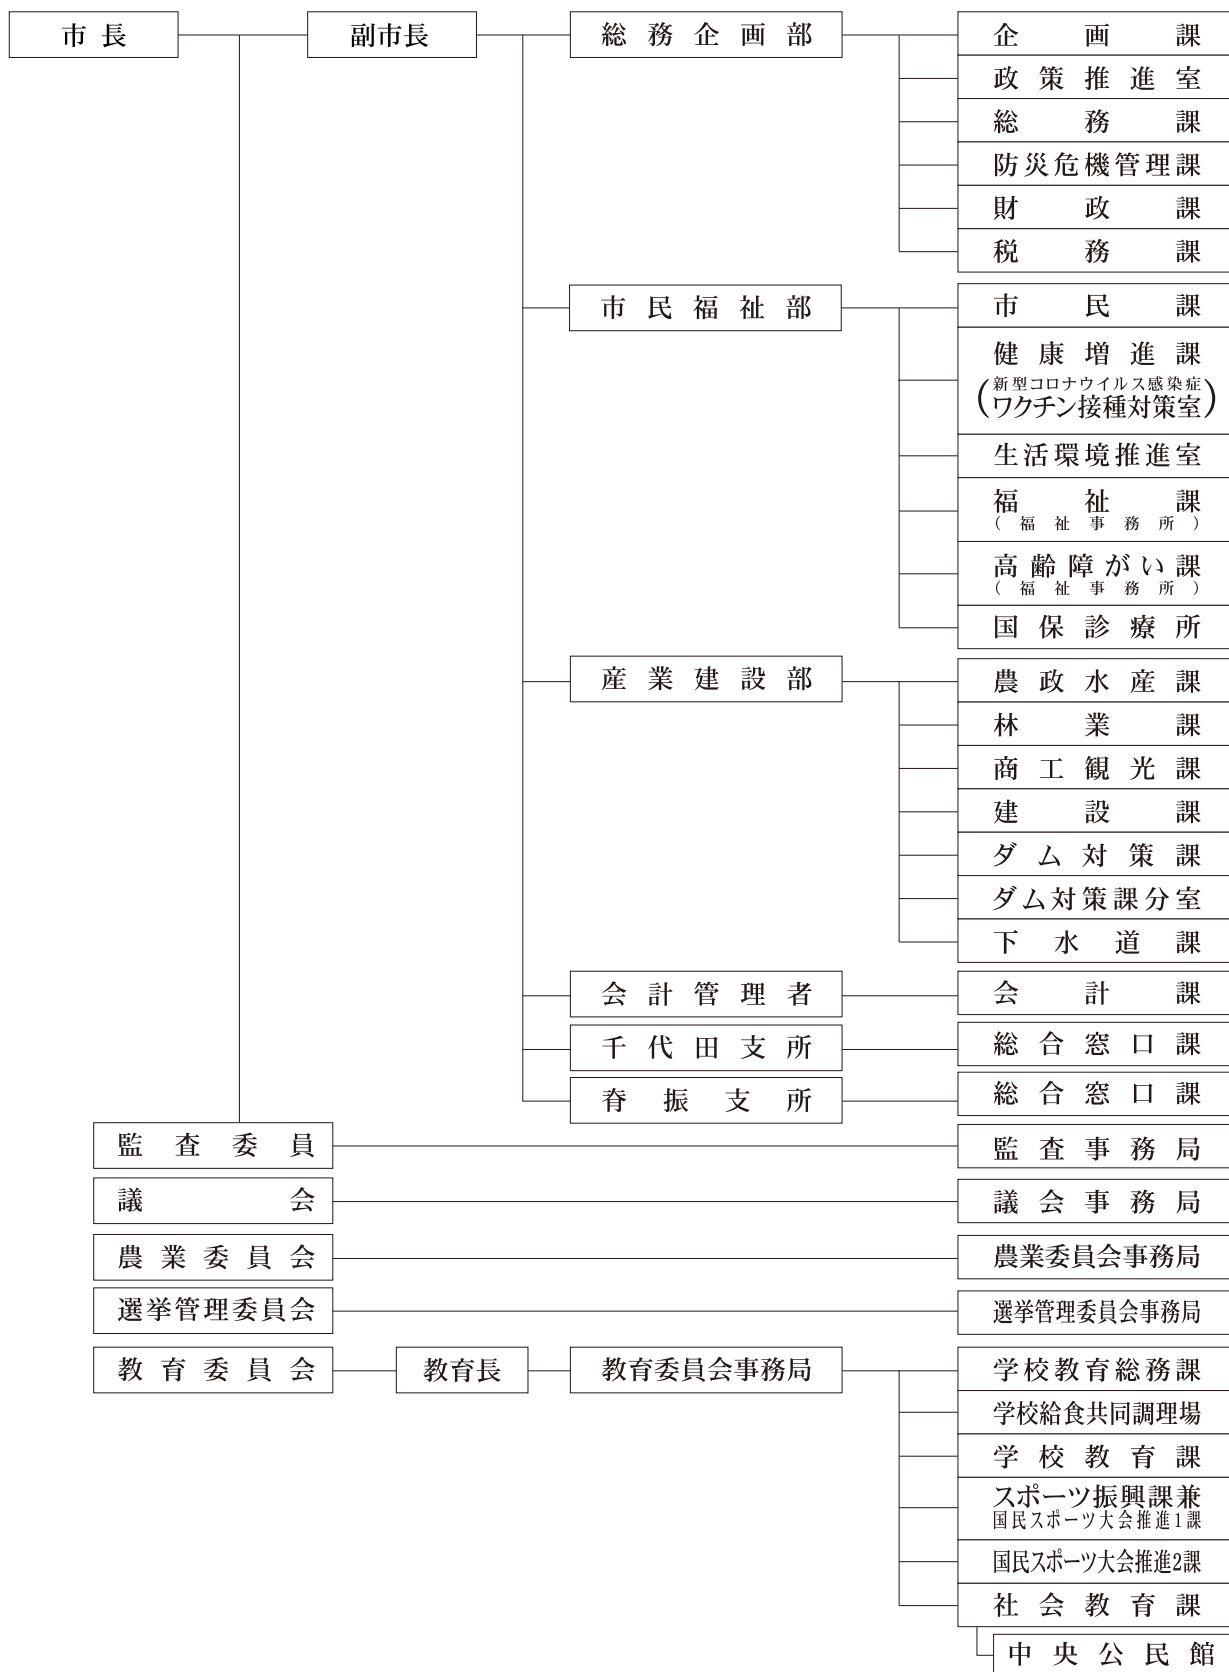 市長
副市長
総務企画部
企画課
政策推進室
総務課
防災危機管理課
財政課
税務課
市民福祉部
市民課
健康増進課
(新型コロナウイルス感染症
ワクチン接種対策室)
生活環境推進室
福祉課
(福祉事務所)
高齢障がい課
(福祉事務所)
国保診療所
産業建設部
農政水産課
林業課
商工観光課
建設課
ダム対策課
ダム対策課分室
下水道課
会計管理者
会計課
千代田支所
総合窓口課
脊振支所
総合窓口課
監査委員
監査事務局
議会
議会事務局
農業委員会
農業委員会事務局
選挙管理委員会
選挙管理委員会事務局
教育委員会
教育長
教育委員会事務局
学校教育総務課
学校給食共同調理場
学校教育課
スポーツ振興課兼
国民スポーツ大会推進1課
国民スポーツ大会推進2課
社会教育課
中央公民館